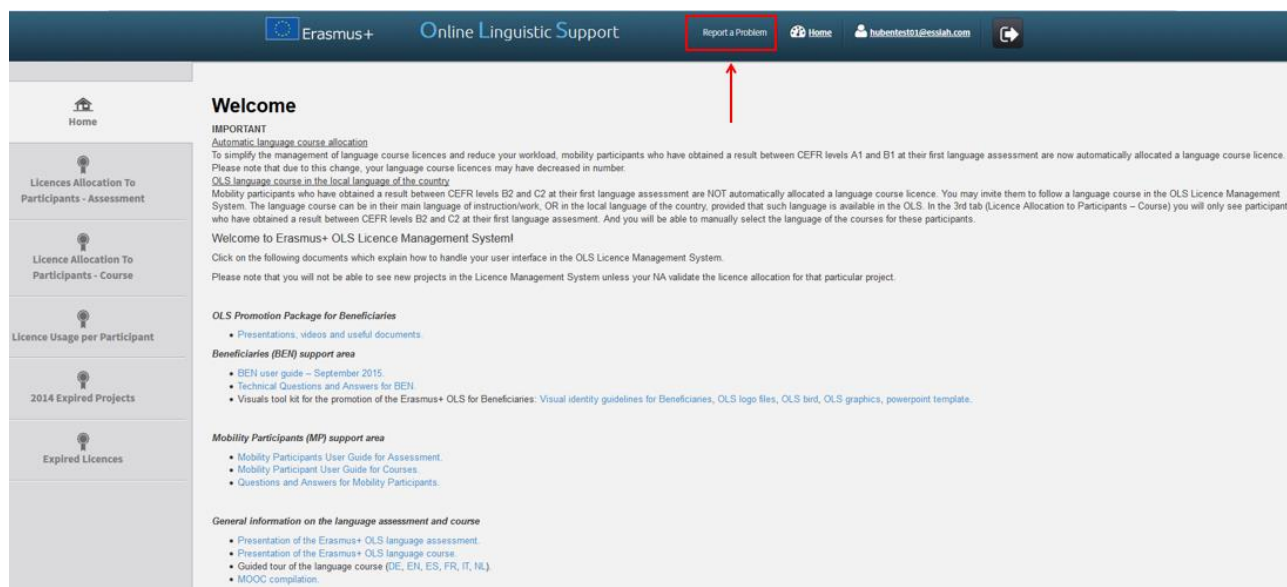 Erasmus+
Online Linguistic Support
Report a Problem
Home
hubentest01@essiah.com
Home
Licences Allocation To
Participants - Assessment
Licence Allocation To
Participants - Course
Licence Usage per Participant
2014 Expired Projects
Expired Licences
Welcome
IMPORTANT
Automatic language course allocation
To simplify the management of language course licences and reduce your workload, mobility participants who have obtained a result between CEFR levels A1 and B1 at their first language assessment are now automatically allocated a language course licence.
Please note that due to this change, your language course licences may have decreased in number.
OLS language course in the local language of the country
Mobility participants who have obtained a result between CEFR levels B2 and C2 at their first language assessment are NOT automatically allocated a language course licence. You may invite them to follow a language course in the OLS Licence Management
System. The language course can be in their main language of instruction/work, OR in the local language of the country, provided that such language is available in the OLS. In the 3rd tab (Licence Allocation to Participants – Course) you will only see participant
who have obtained a result between CEFR levels B2 and C2 at their first language assesment. And you will be able to manually select the language of the courses for these participants.
Welcome to Erasmus+ OLS Licence Management System!
Click on the following documents which explain how to handle your user interface in the OLS Licence Management System.
Please note that you will not be able to see new projects in the Licence Management System unless your NA validate the licence allocation for that particular project.
OLS Promotion Package for Beneficiaries
• Presentations, videos and useful documents.
Beneficiaries (BEN) support area
• BEN user guide – September 2015.
• Technical Questions and Answers for BEN.
• Visuals tool kit for the promotion of the Erasmus+ OLS for Beneficiaries: Visual identity guidelines for Beneficiaries, OLS logo files, OLS bird, OLS graphics, powerpoint template.
Mobility Participants (MP) support area
• Mobility Participants User Guide for Assessment.
• Mobility Participant User Guide for Courses.
• Questions and Answers for Mobility Participants.
General information on the language assessment and course
• Presentation of the Erasmus+ OLS language assessment.
• Presentation of the Erasmus+ OLS language course.
• Guided tour of the language course (DE, EN, ES, FR, IT, NL).
• MOOC compilation.